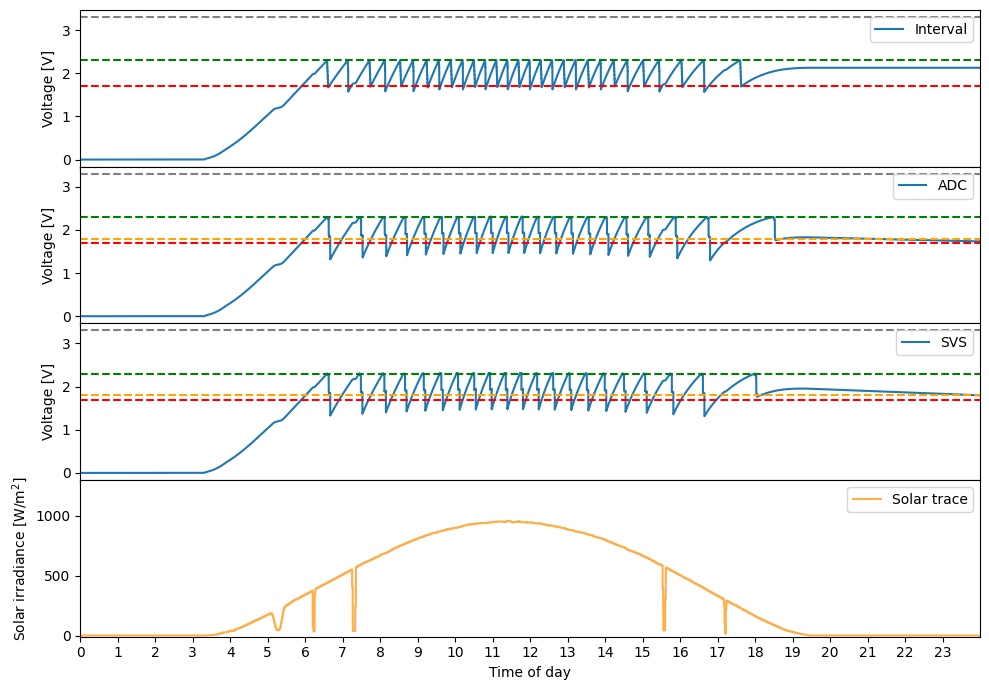 Voltage [V]
3
2
1
0
Interval
Voltage [V]
3
2
1
0
ADC
Voltage [V]
3
2
1
0
SVS
Solar irradiance [W/m²]
1000
500
0
Solar trace
0 1 2 3 4 5 6 7 8 9 10 11 12 13 14 15 16 17 18 19 20 21 22 23
Time of day